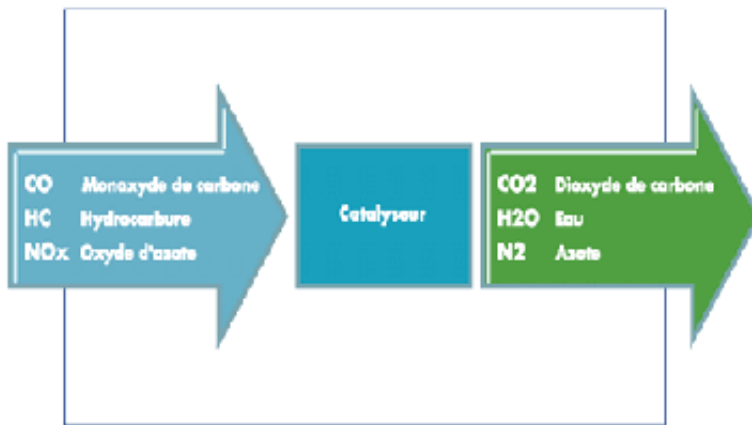 CO Monoxyde de carbone
HC Hydrocarbure
NOx Oxyde d'azote
Catalyseur
CO2 Dioxyde de carbone
H2O Eau
N2 Azote